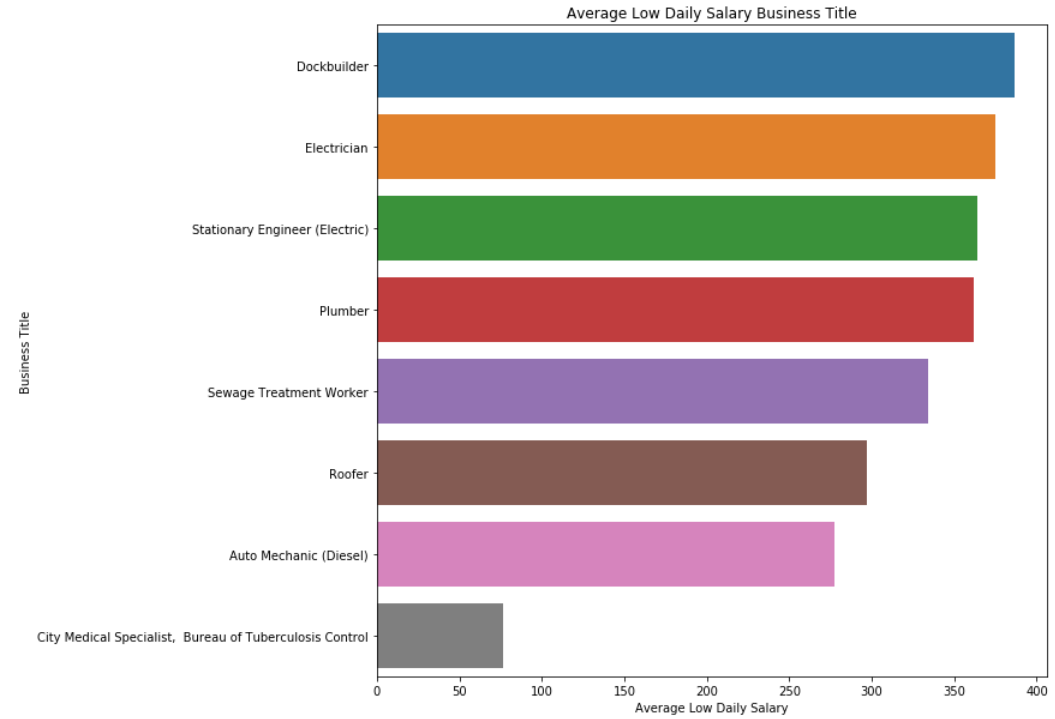 Average Low Daily Salary Business Title
Business Title
Dockbuilder
Electrician
Stationary Engineer (Electric)
Plumber
Sewage Treatment Worker
Roofer
Auto Mechanic (Diesel)
City Medical Specialist,  Bureau of Tuberculosis Control
0 50 100 150 200 250 300 350 400
Average Low Daily Salary